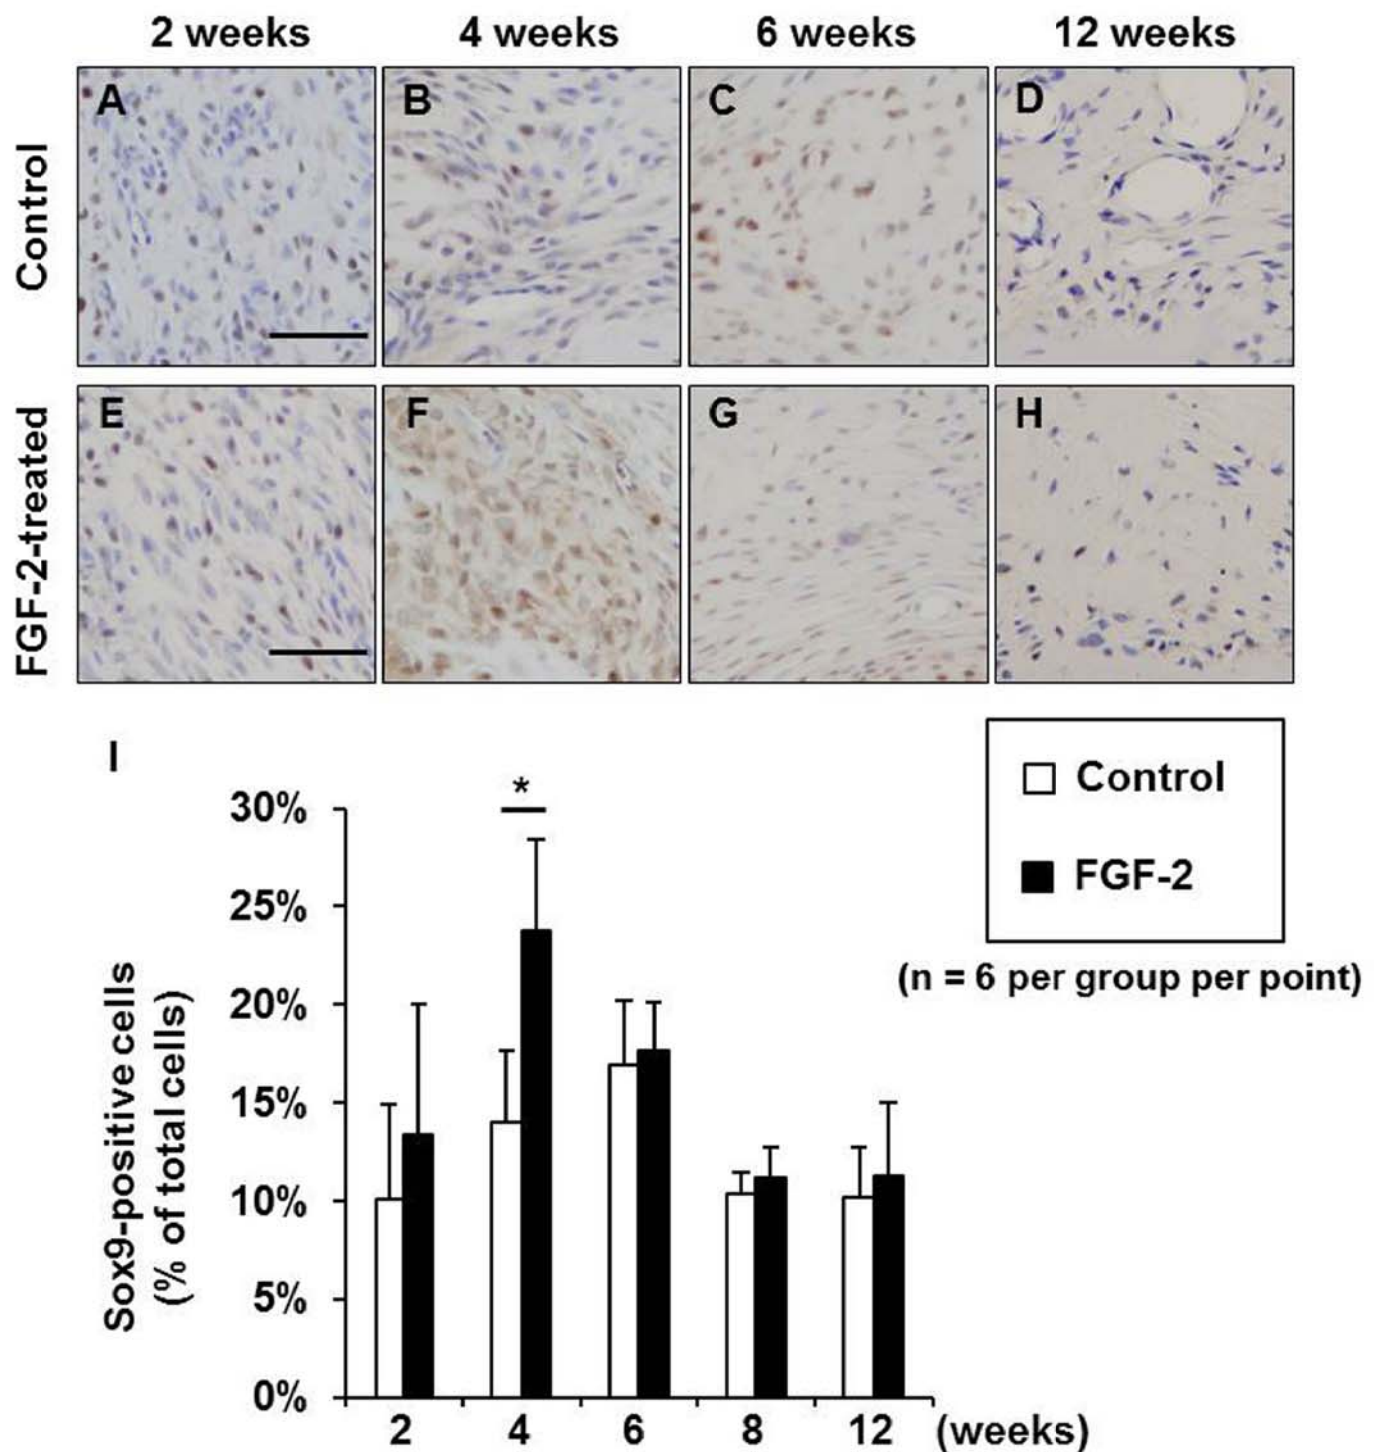 2 weeks 4 weeks 6 weeks 12 weeks
Control
A B C D
FGF-2-treated
E F G H
I
Control
FGF-2
(n = 6 per group per point)
*
Sox9-positive cells
(% of total cells)
30%
25%
20%
15%
10%
5%
0%
2 4 6 8 12 (weeks)